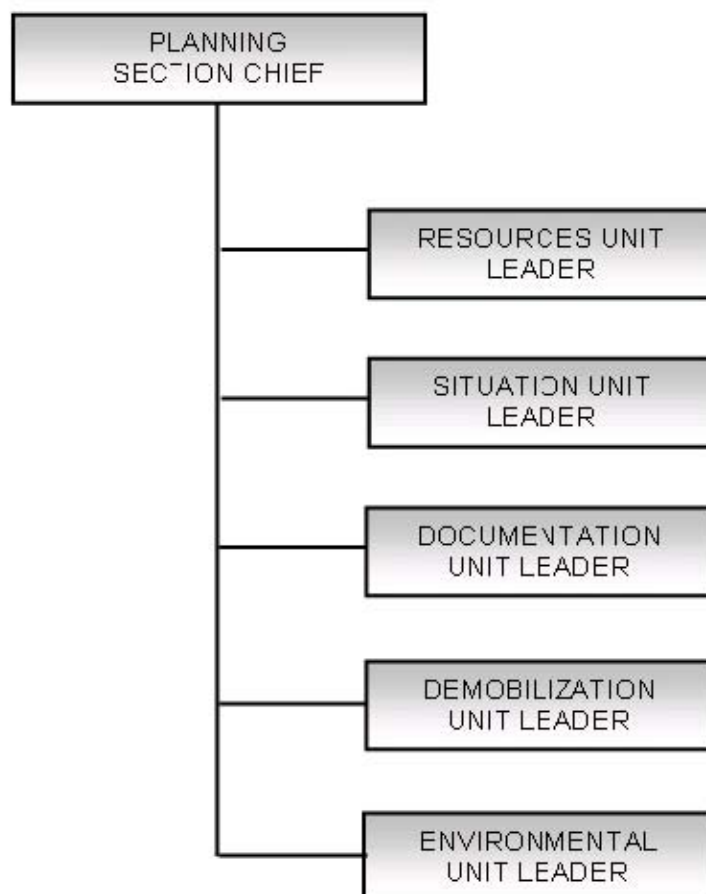 PLANNING
SECTION CHIEF
RESOURCES UNIT
LEADER
SITUATION UNIT
LEADER
DOCUMENTATION
UNIT LEADER
DEMOBILIZATION
UNIT LEADER
ENVIRONMENTAL
UNIT LEADER